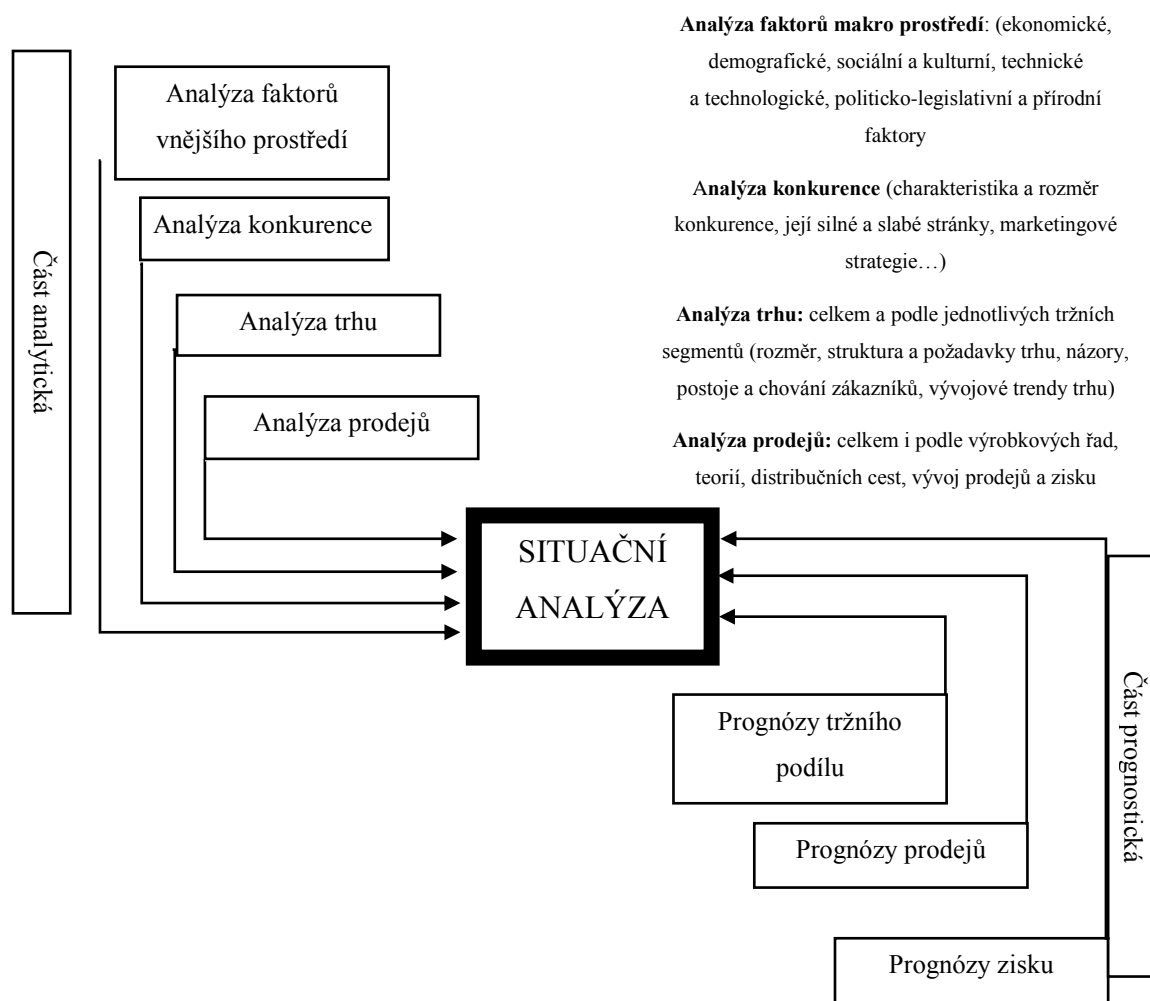 Analýza faktorů makro prostředí: (ekonomické,
demografické, sociální a kulturní, technické
a technologické, politicko-legislativní a přírodní
faktory
Analýza konkurence (charakteristika a rozměr
konkurence, její silné a slabé stránky, marketingové
strategie…)
Analýza trhu: celkem a podle jednotlivých tržních
segmentů (rozměr, struktura a požadavky trhu, názory,
postoje a chování zákazníků, vývojové trendy trhu)
Analýza prodejů: celkem i podle výrobkových řad,
teorií, distribučních cest, vývoj prodejů a zisku
Část analytická
Analýza faktorů
vnějšího prostředí
Analýza konkurence
Analýza trhu
Analýza prodejů
SITUAČNÍ
ANALÝZA
Prognózy tržního
podílu
Prognózy prodejů
Prognózy zisku
Část prognostická